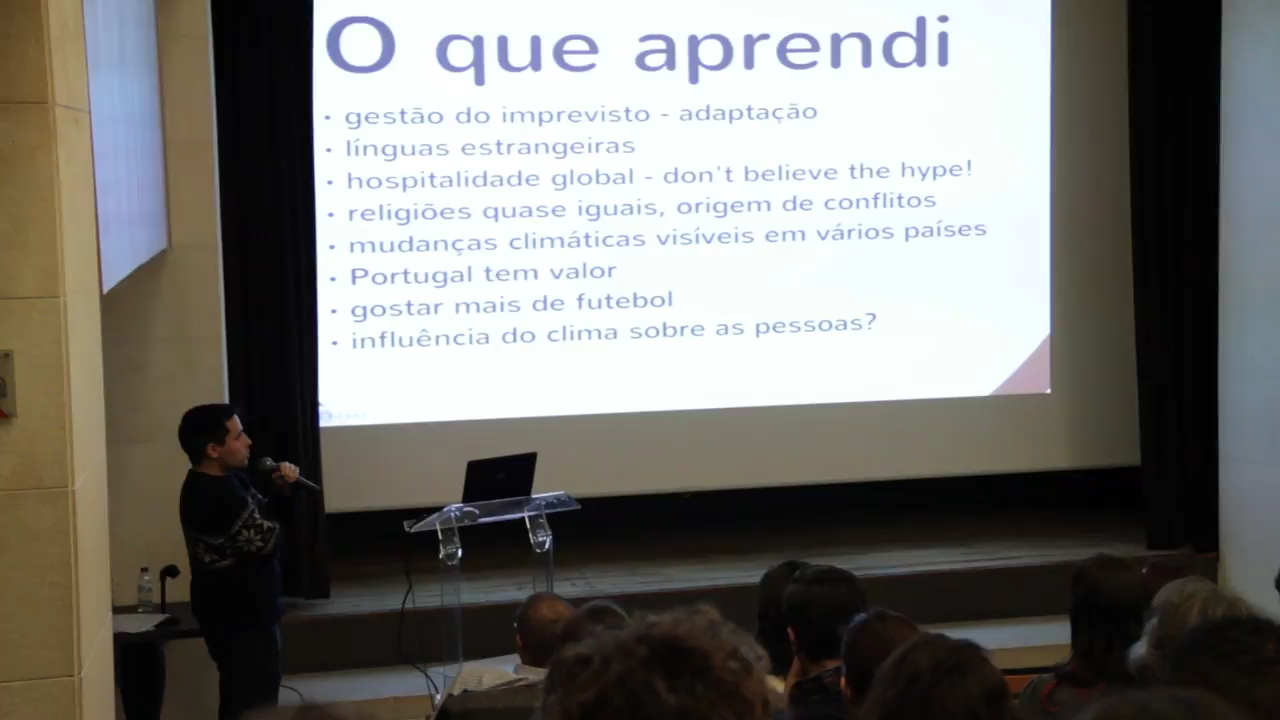 O que aprendi
• gestão do imprevisto - adaptação
• línguas estrangeiras
• hospitalidade global - don't believe the hype!
• religiões quase iguais, origem de conflitos
• mudanças climáticas visíveis em vários países
• Portugal tem valor
• gostar mais de futebol
• influência do clima sobre as pessoas?